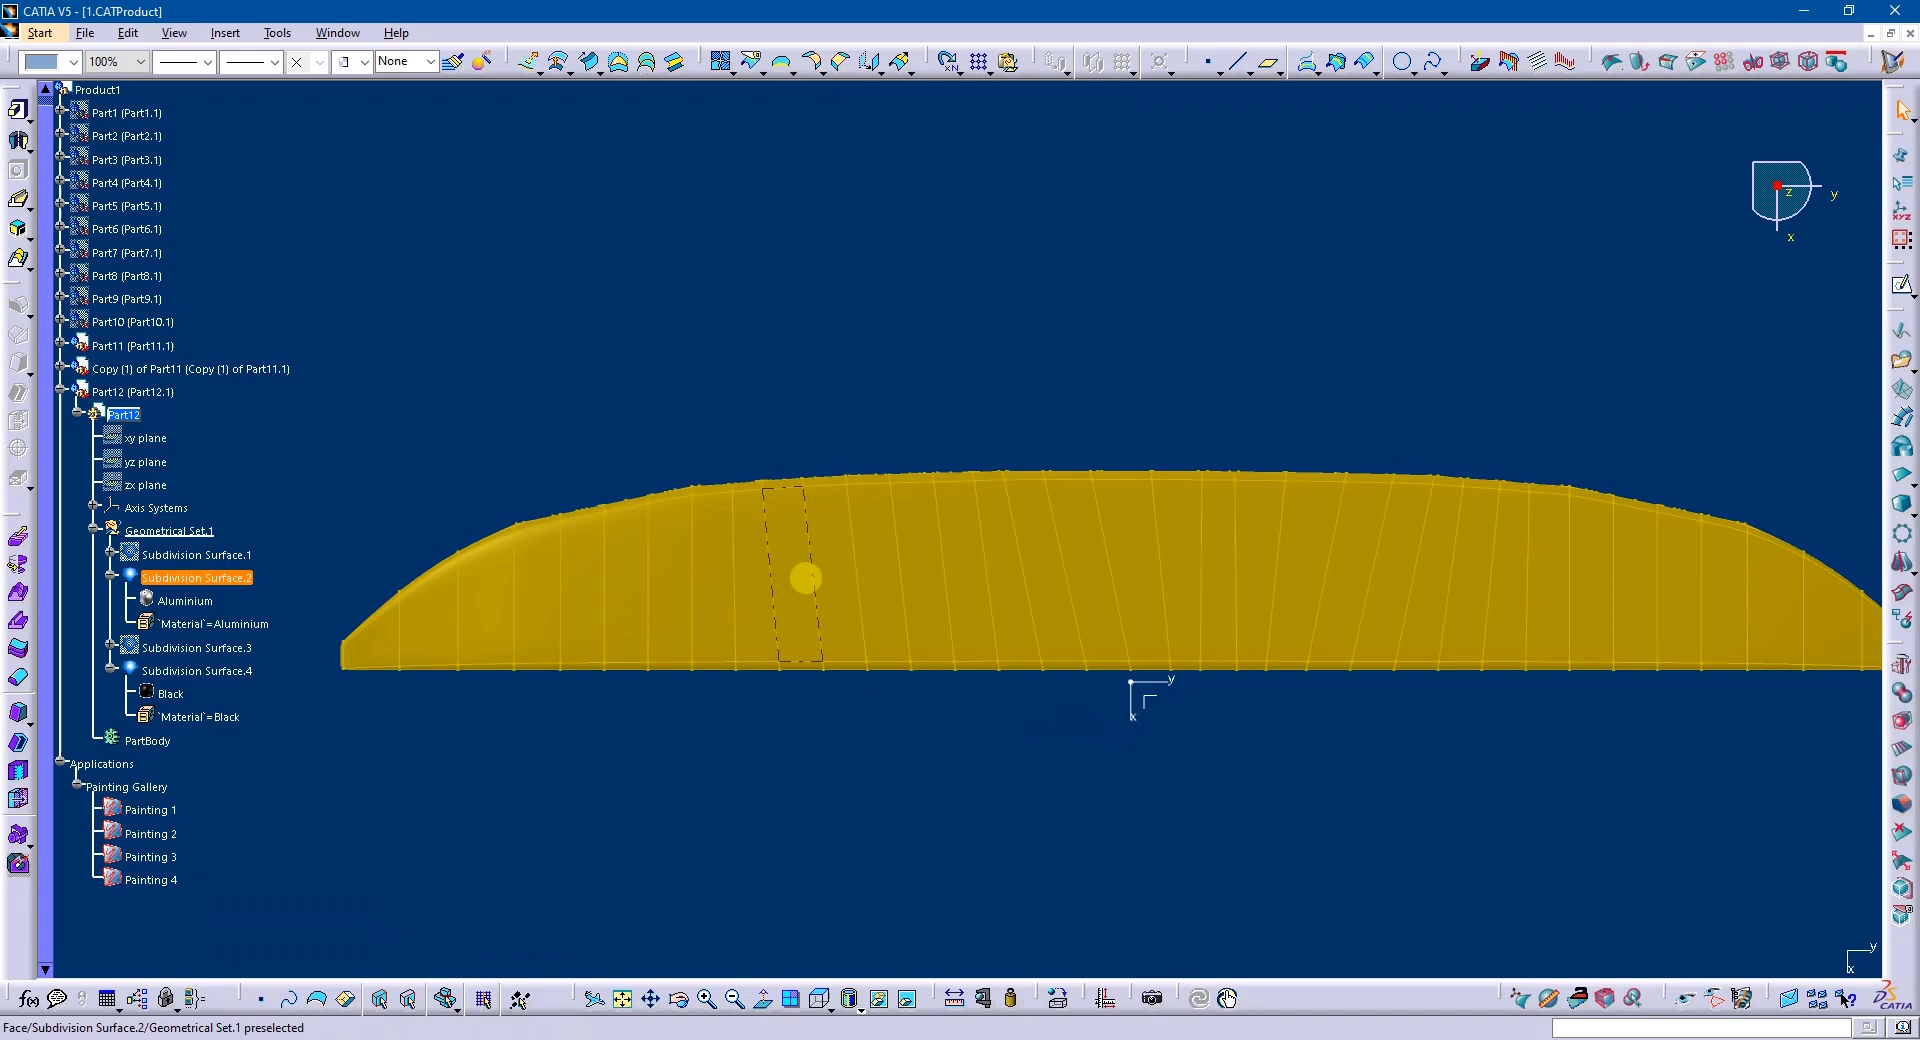 CATIA V5 - [1.CATProduct]
Start File Edit View Insert Tools Window Help
100% None
Product1
Part1 (Part1.1)
Part2 (Part2.1)
Part3 (Part3.1)
Part4 (Part4.1)
Part5 (Part5.1)
Part6 (Part6.1)
Part7 (Part7.1)
Part8 (Part8.1)
Part9 (Part9.1)
Part10 (Part10.1)
Part11 (Part11.1)
Copy (1) of Part11 (Copy (1) of Part11.1)
Part12 (Part12.1)
Part12
xy plane
yz plane
zx plane
Axis Systems
Geometrical Set.1
Subdivision Surface.1
Subdivision Surface.2
Aluminium
`Material`=Aluminium
Subdivision Surface.3
Subdivision Surface.4
Black
`Material`=Black
PartBody
Applications
Painting Gallery
Painting 1
Painting 2
Painting 3
Painting 4
z
y
x
y
x
y
x
f(x)
CATIA
Face/Subdivision Surface.2/Geometrical Set.1 preselected